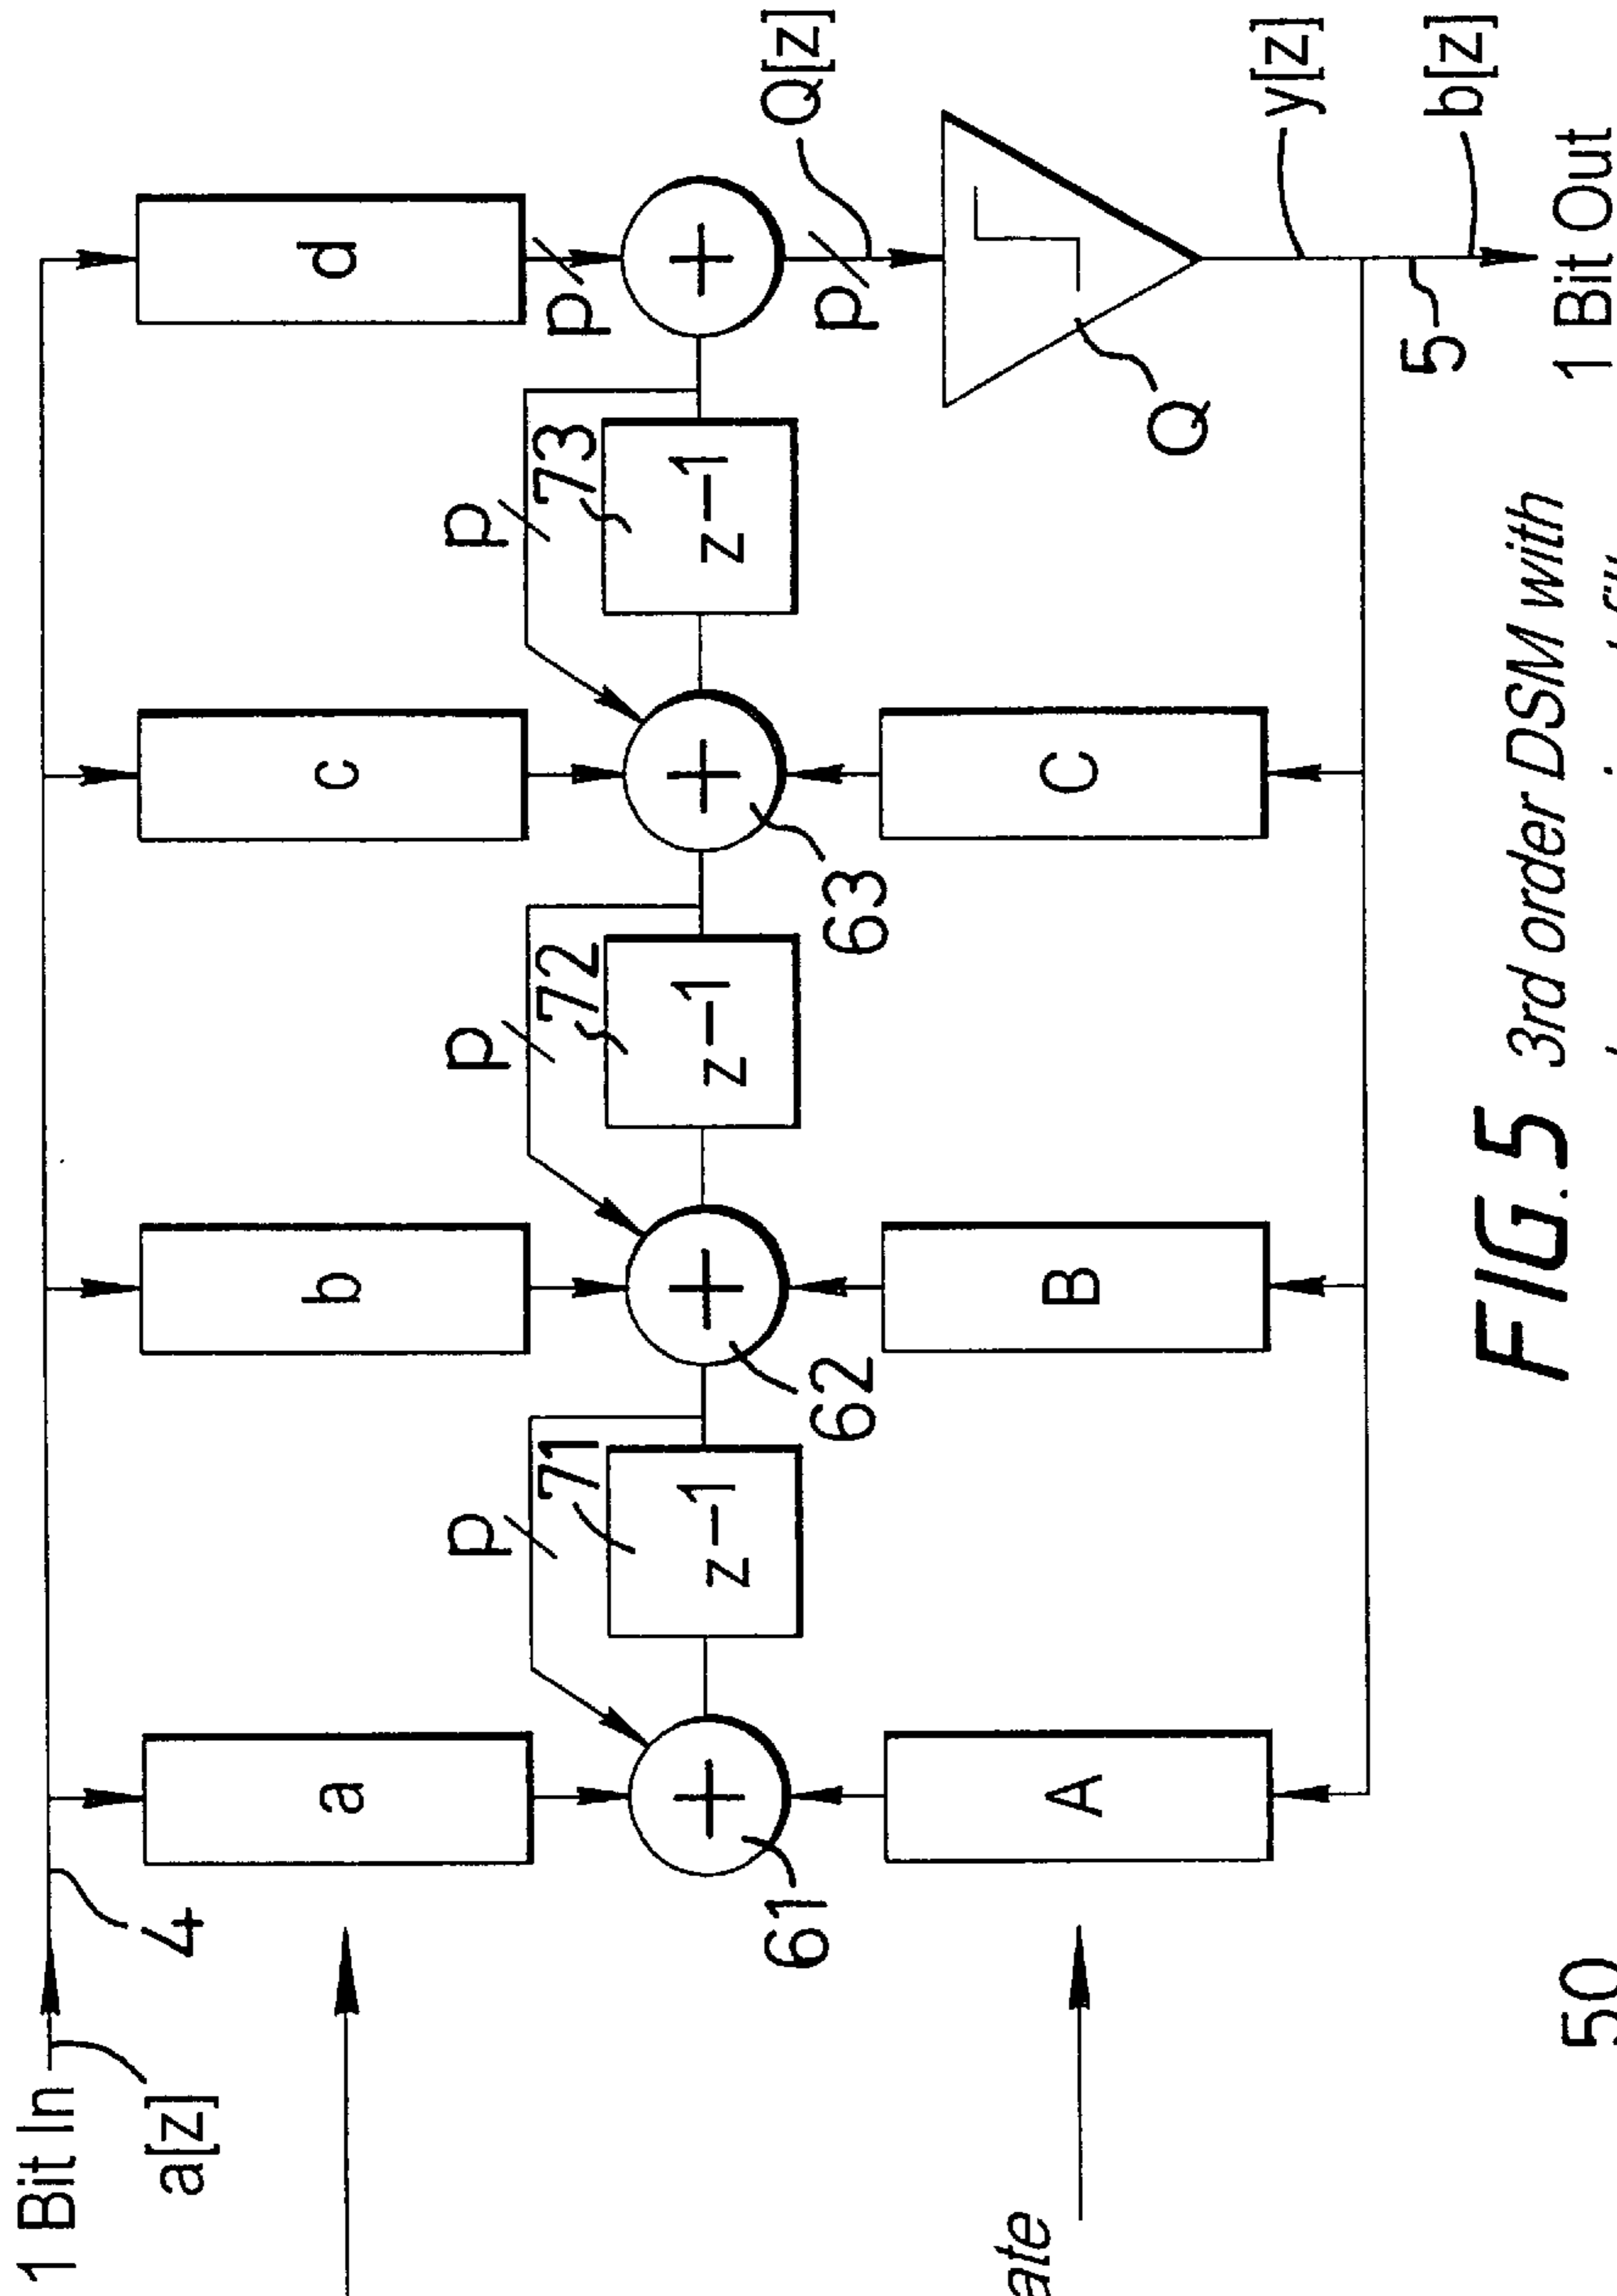 1 Bit In
a[z]
4
a
b
c
d
p
p
p
p
71
72
73
z-1
z-1
z-1
61
62
63
p
Q[z]
A
B
C
Q
y[z]
5
b[z]
1 Bit Out
ate
FIG. 5 3rd order DSM with
50